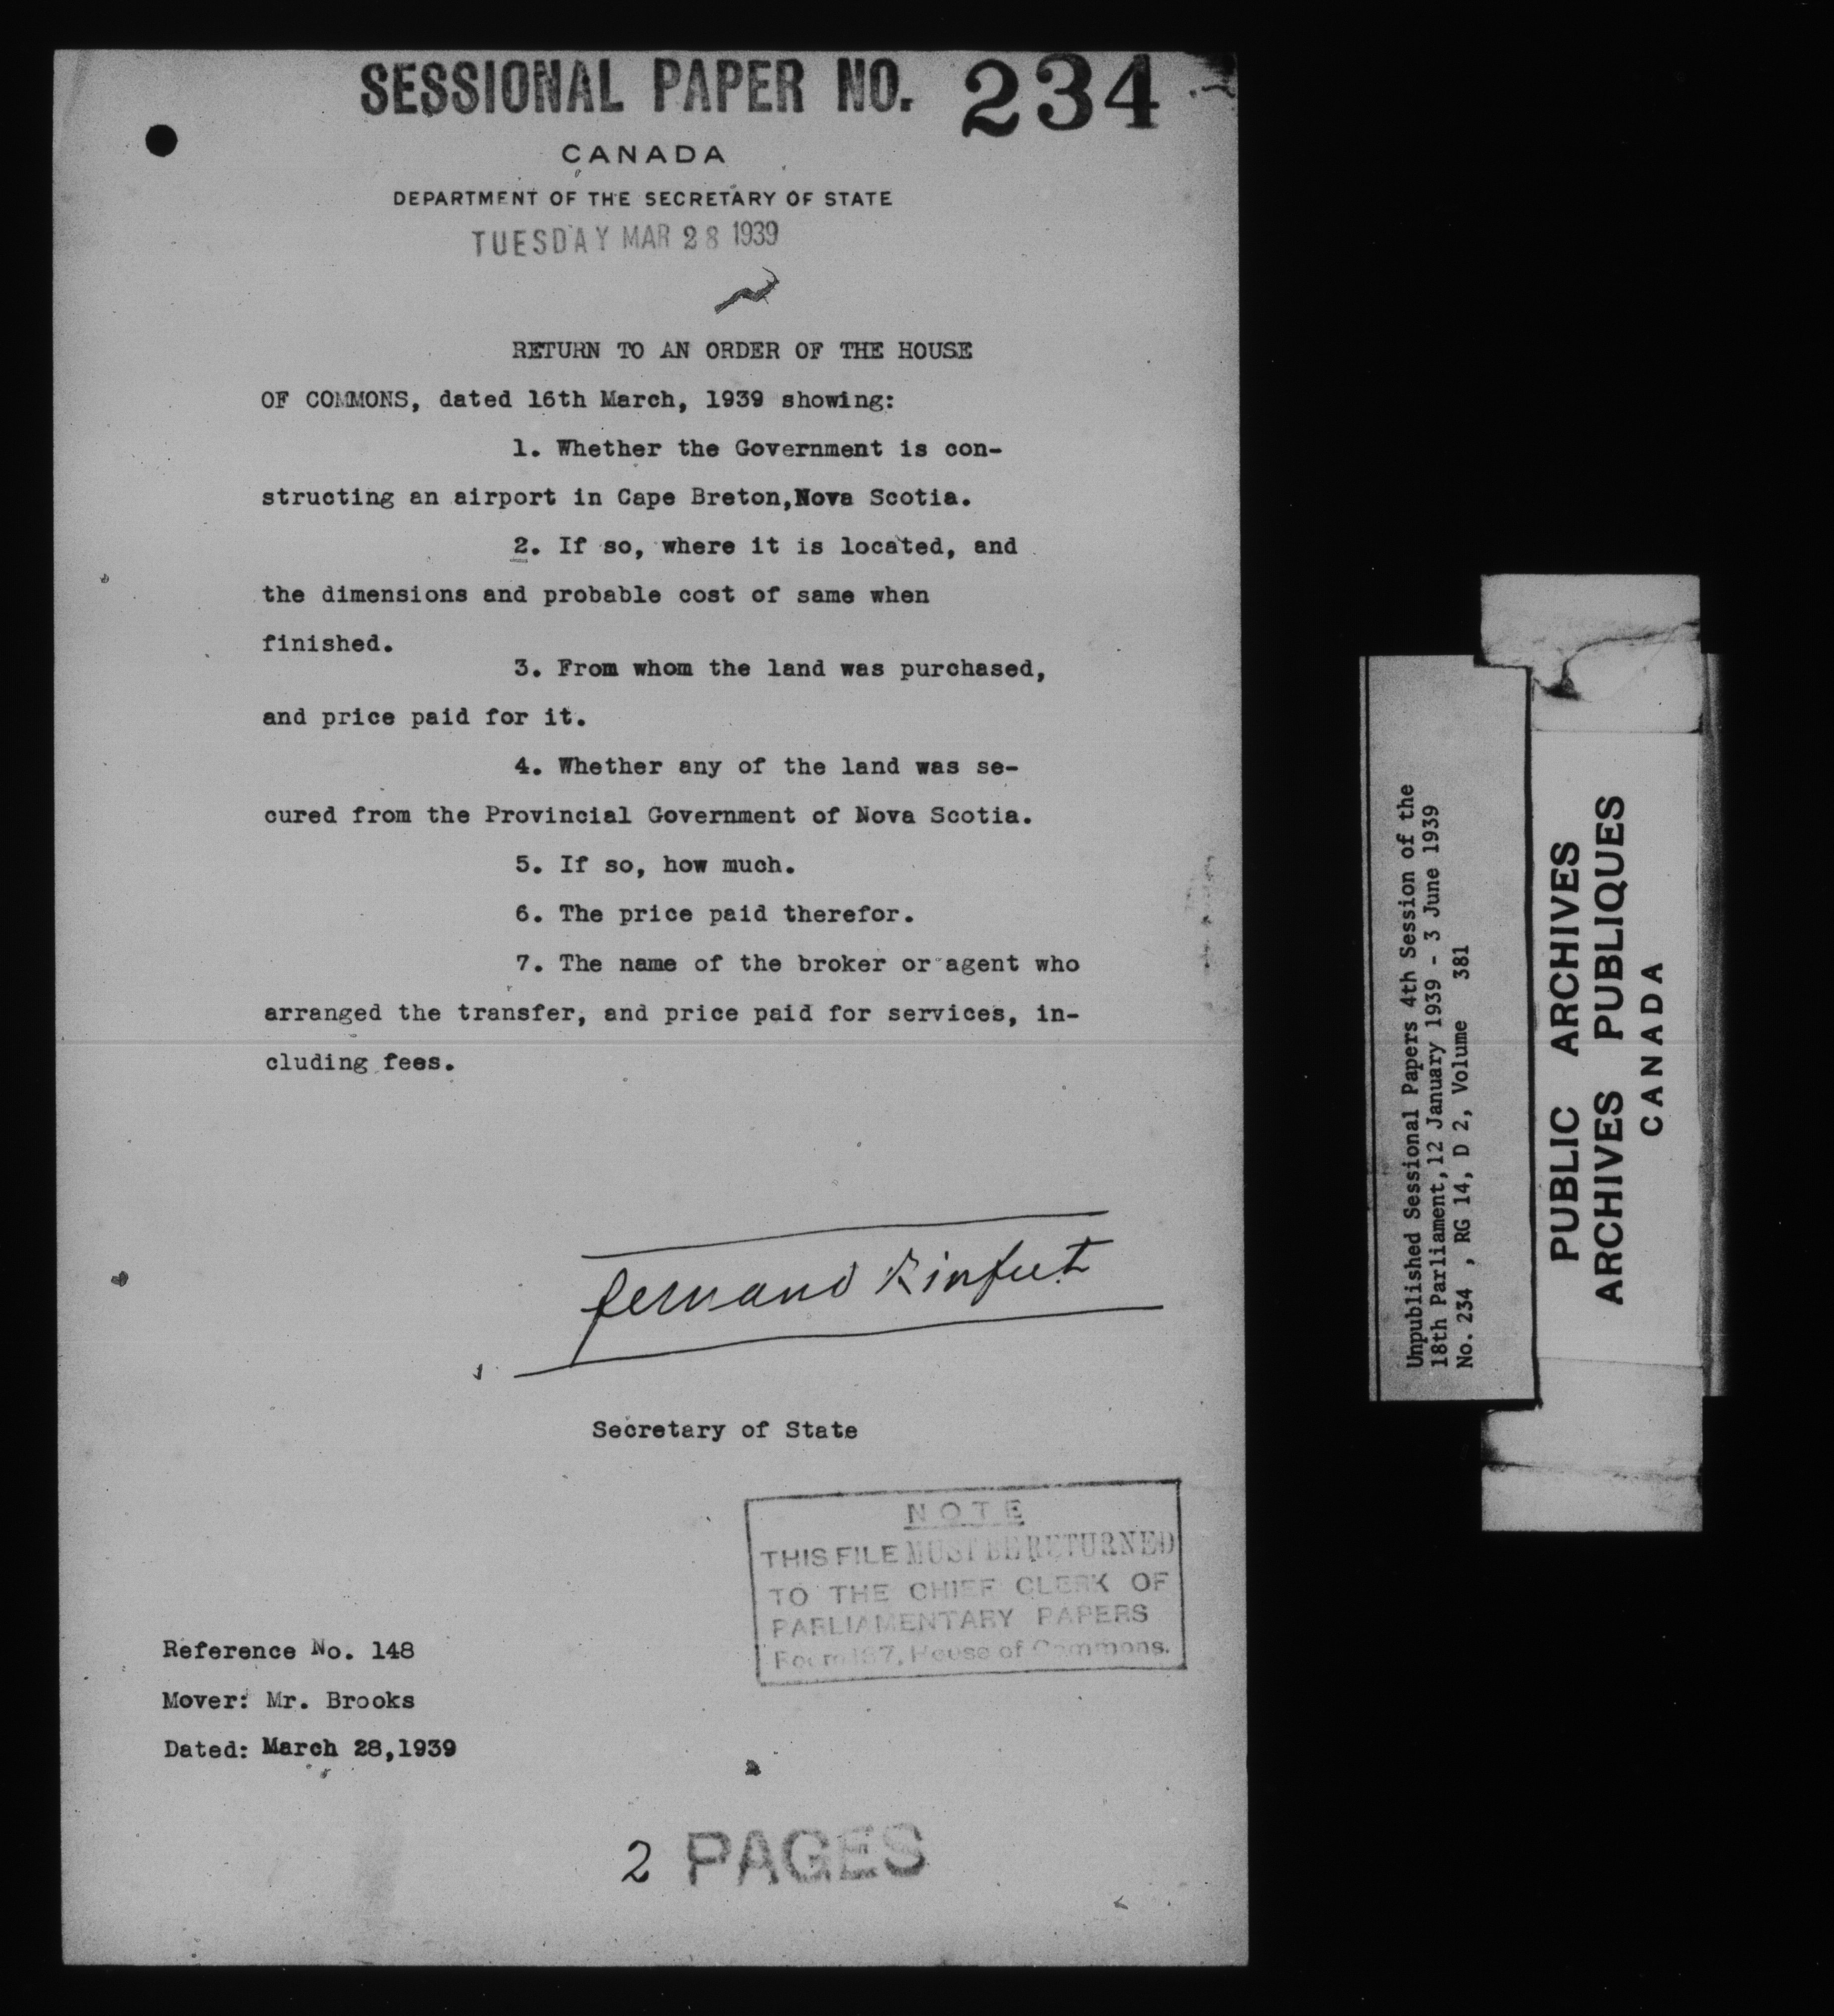 SESSIONAL PAPER NO. 234
CANADA
DEPARTMENT OF THE SECRETARY OF STATE
TUESDAY MAR 28 1939
RETURN TO AN ORDER OF THE HOUSE
OF COMMONS, dated 16th March, 1939 showing:
1. Whether the Government is con-
structing an airport in Cape Breton,Nova Scotia.
2. If so, where it is located, and
the dimensions and probable cost of same when
finished.
3. From whom the land was purchased,
and price paid for it.
4. Whether any of the land was se-
cured from the Provincial Government of Nova Scotia.
5. If so, how much.
6. The price paid therefor.
7. The name of the broker or agent who
arranged the transfer, and price paid for services, in-
cluding fees.
Fernand Rinfret
Secretary of State
NOTE
THIS FILE MUST BE RETURNED
TO THE CHIEF CLERK OF
PARLIAMENTARY PAPERS
Room 167, House of Commons.
Reference No. 148
Mover: Mr. Brooks
Dated: March 28,1939
2 PAGES
Unpublished Sessional Papers 4th Session of the
18th Parliament,12 January 1939 - 3 June 1939
No. 234 , RG 14, D 2, Volume 381
PUBLIC ARCHIVES
ARCHIVES PUBLIQUES
CANADA